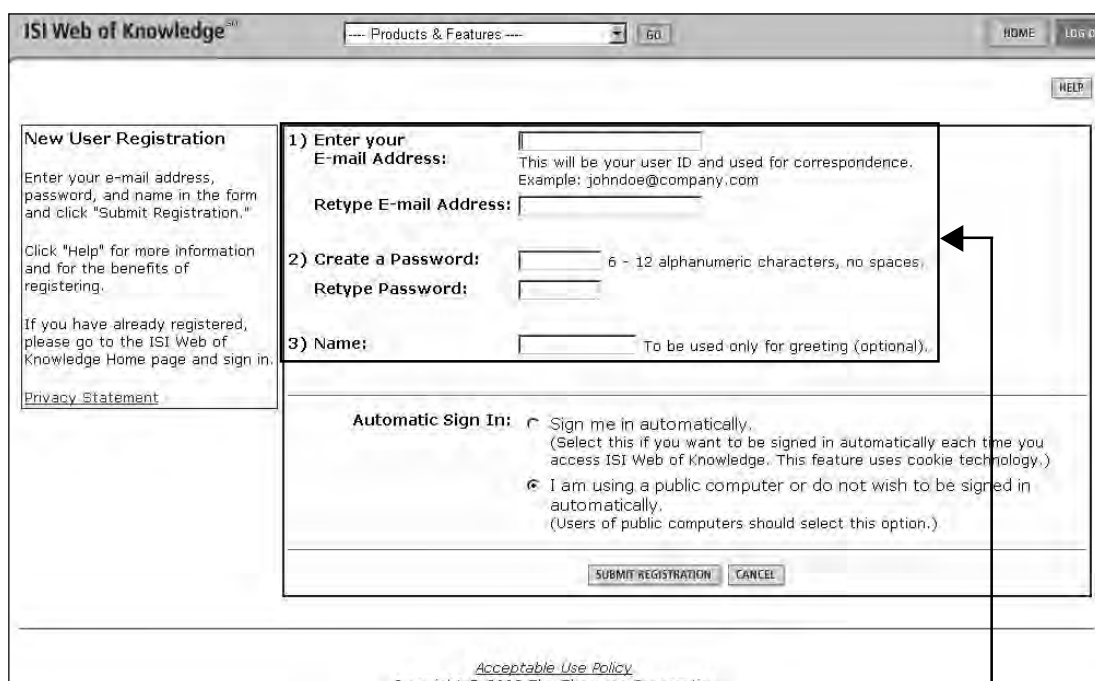 ISI Web of Knowledge℠
---- Products & Features ----
GO
HOME
LOG O
HELP
New User Registration
Enter your e-mail address,
password, and name in the form
and click "Submit Registration."
Click "Help" for more information
and for the benefits of
registering.
If you have already registered,
please go to the ISI Web of
Knowledge Home page and sign in.
Privacy Statement
1) Enter your
E-mail Address:
This will be your user ID and used for correspondence.
Example: johndoe@company.com
Retype E-mail Address:
2) Create a Password:
6 - 12 alphanumeric characters, no spaces.
Retype Password:
3) Name:
To be used only for greeting (optional).
Automatic Sign In:
Sign me in automatically.
(Select this if you want to be signed in automatically each time you
access ISI Web of Knowledge. This feature uses cookie technology.)
I am using a public computer or do not wish to be signed in
automatically.
(Users of public computers should select this option.)
SUBMIT REGISTRATION
CANCEL
Acceptable Use Policy